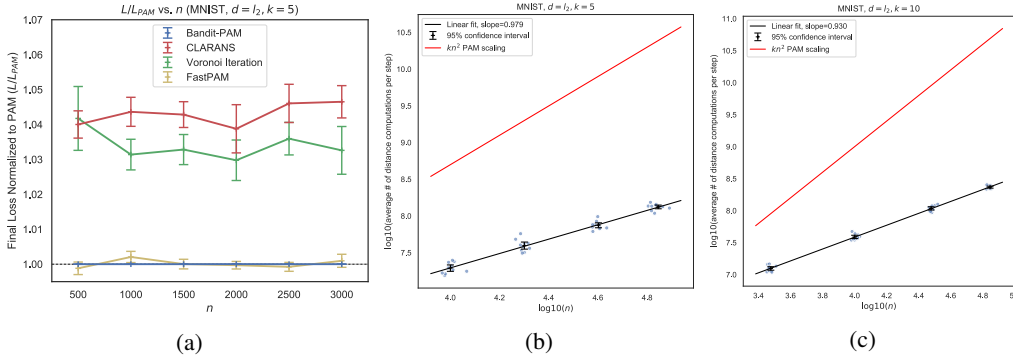 L/L_PAM vs. n (MNIST, d = l₂, k = 5)
Final Loss Normalized to PAM (L/L_PAM)
1.07
1.06
1.05
1.04
1.03
1.02
1.01
1.00
Bandit-PAM
CLARANS
Voronoi Iteration
FastPAM
500 1000 1500 2000 2500 3000
n
(a)
MNIST, d = l₂, k = 5
log10(average # of distance computations per step)
10.5
10.0
9.5
9.0
8.5
8.0
7.5
Linear fit, slope=0.979
95% confidence interval
kn² PAM scaling
4.0 4.2 4.4 4.6 4.8
log10(n)
(b)
MNIST, d = l₂, k = 10
log10(average # of distance computations per step)
11.0
10.5
10.0
9.5
9.0
8.5
8.0
7.5
7.0
Linear fit, slope=0.930
95% confidence interval
kn² PAM scaling
3.4 3.6 3.8 4.0 4.2 4.4 4.6 4.8
log10(n)
(c)